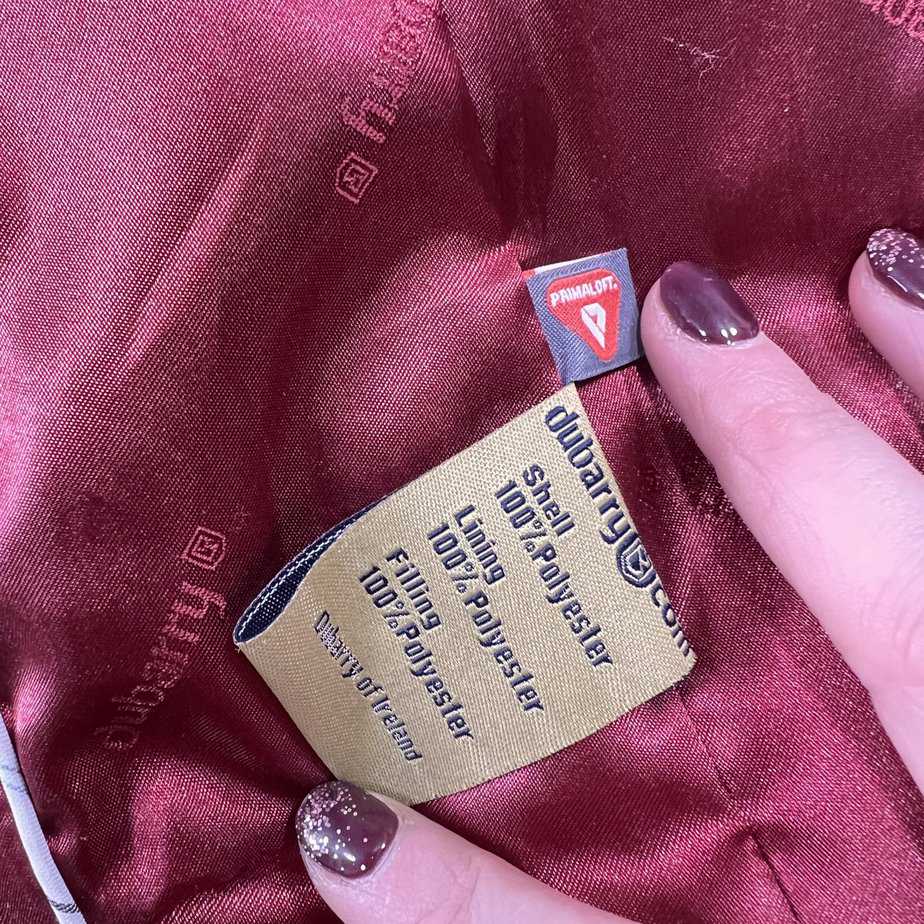 dubarry
PRIMALOFT.
dubarry com
Shell
100% Polyester
Lining
100% Polyester
Filling
100% Polyester
Dubarry of Ireland
dubarry